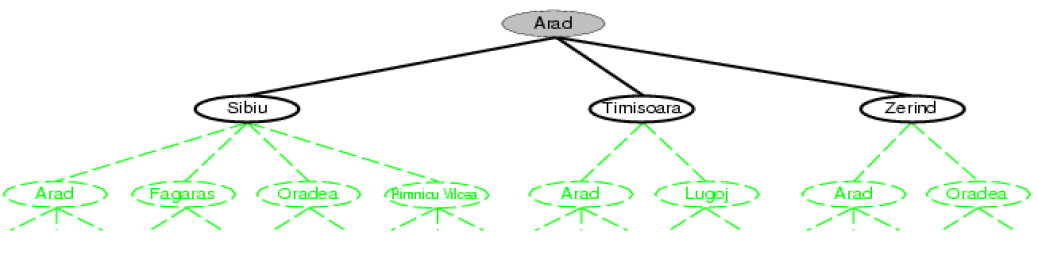 Arad
Sibiu
Timisoara
Zerind
Arad
Fagaras
Oradea
Rimnicu Vilcea
Arad
Lugoj
Arad
Oradea